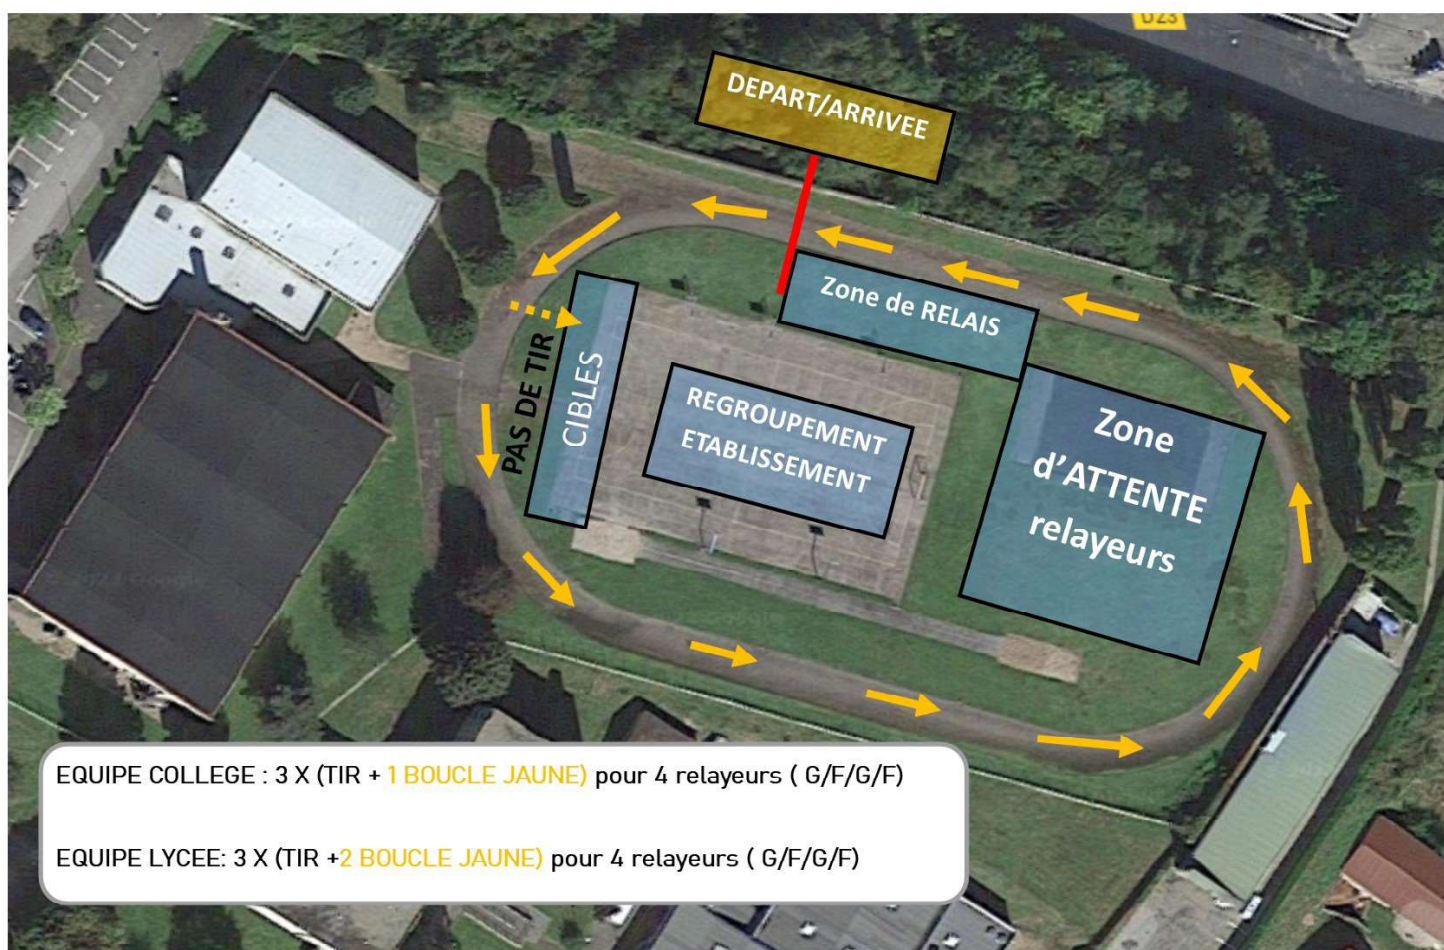 D23
DEPART/ARRIVEE
Zone de RELAIS
PAS DE TIR
CIBLES
REGROUPEMENT
ETABLISSEMENT
Zone
d'ATTENTE
relayeurs
EQUIPE COLLEGE : 3 X (TIR + 1 BOUCLE JAUNE) pour 4 relayeurs ( G/F/G/F)
EQUIPE LYCEE: 3 X (TIR +2 BOUCLE JAUNE) pour 4 relayeurs ( G/F/G/F)